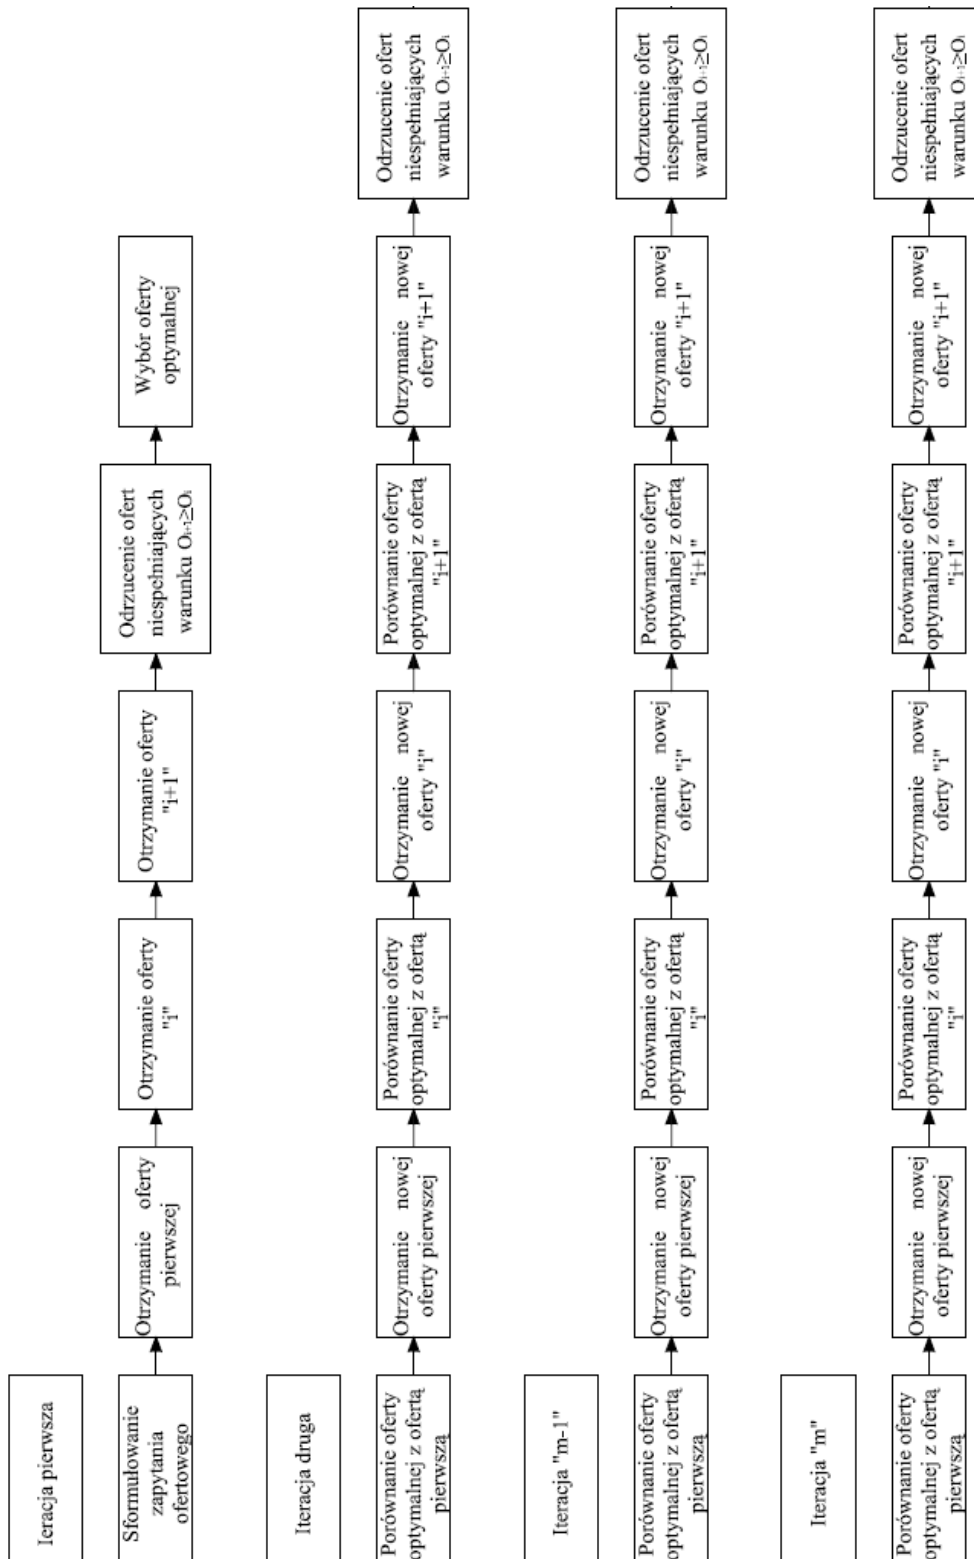 Ieracja pierwsza
Sformułowanie
zapytania
ofertowego
Otrzymanie oferty
pierwszej
Otrzymanie oferty
"i"
Otrzymanie oferty
"i+1"
Odrzucenie ofert
niespełniających
warunku Oᵢ₊₁≥Oᵢ
Wybór oferty
optymalnej
Iteracja druga
Porównanie oferty
optymalnej z ofertą
pierwszą
Otrzymanie nowej
oferty pierwszej
Porównanie oferty
optymalnej z ofertą
"i"
Otrzymanie nowej
oferty "i"
Porównanie oferty
optymalnej z ofertą
"i+1"
Otrzymanie nowej
oferty "i+1"
Odrzucenie ofert
niespełniających
warunku Oᵢ₊₁≥Oᵢ
Iteracja "m-1"
Porównanie oferty
optymalnej z ofertą
pierwszą
Otrzymanie nowej
oferty pierwszej
Porównanie oferty
optymalnej z ofertą
"i"
Otrzymanie nowej
oferty "i"
Porównanie oferty
optymalnej z ofertą
"i+1"
Otrzymanie nowej
oferty "i+1"
Odrzucenie ofert
niespełniających
warunku Oᵢ₊₁≥Oᵢ
Iteracja "m"
Porównanie oferty
optymalnej z ofertą
pierwszą
Otrzymanie nowej
oferty pierwszej
Porównanie oferty
optymalnej z ofertą
"i"
Otrzymanie nowej
oferty "i"
Porównanie oferty
optymalnej z ofertą
"i+1"
Otrzymanie nowej
oferty "i+1"
Odrzucenie ofert
niespełniających
warunku Oᵢ₊₁≥Oᵢ